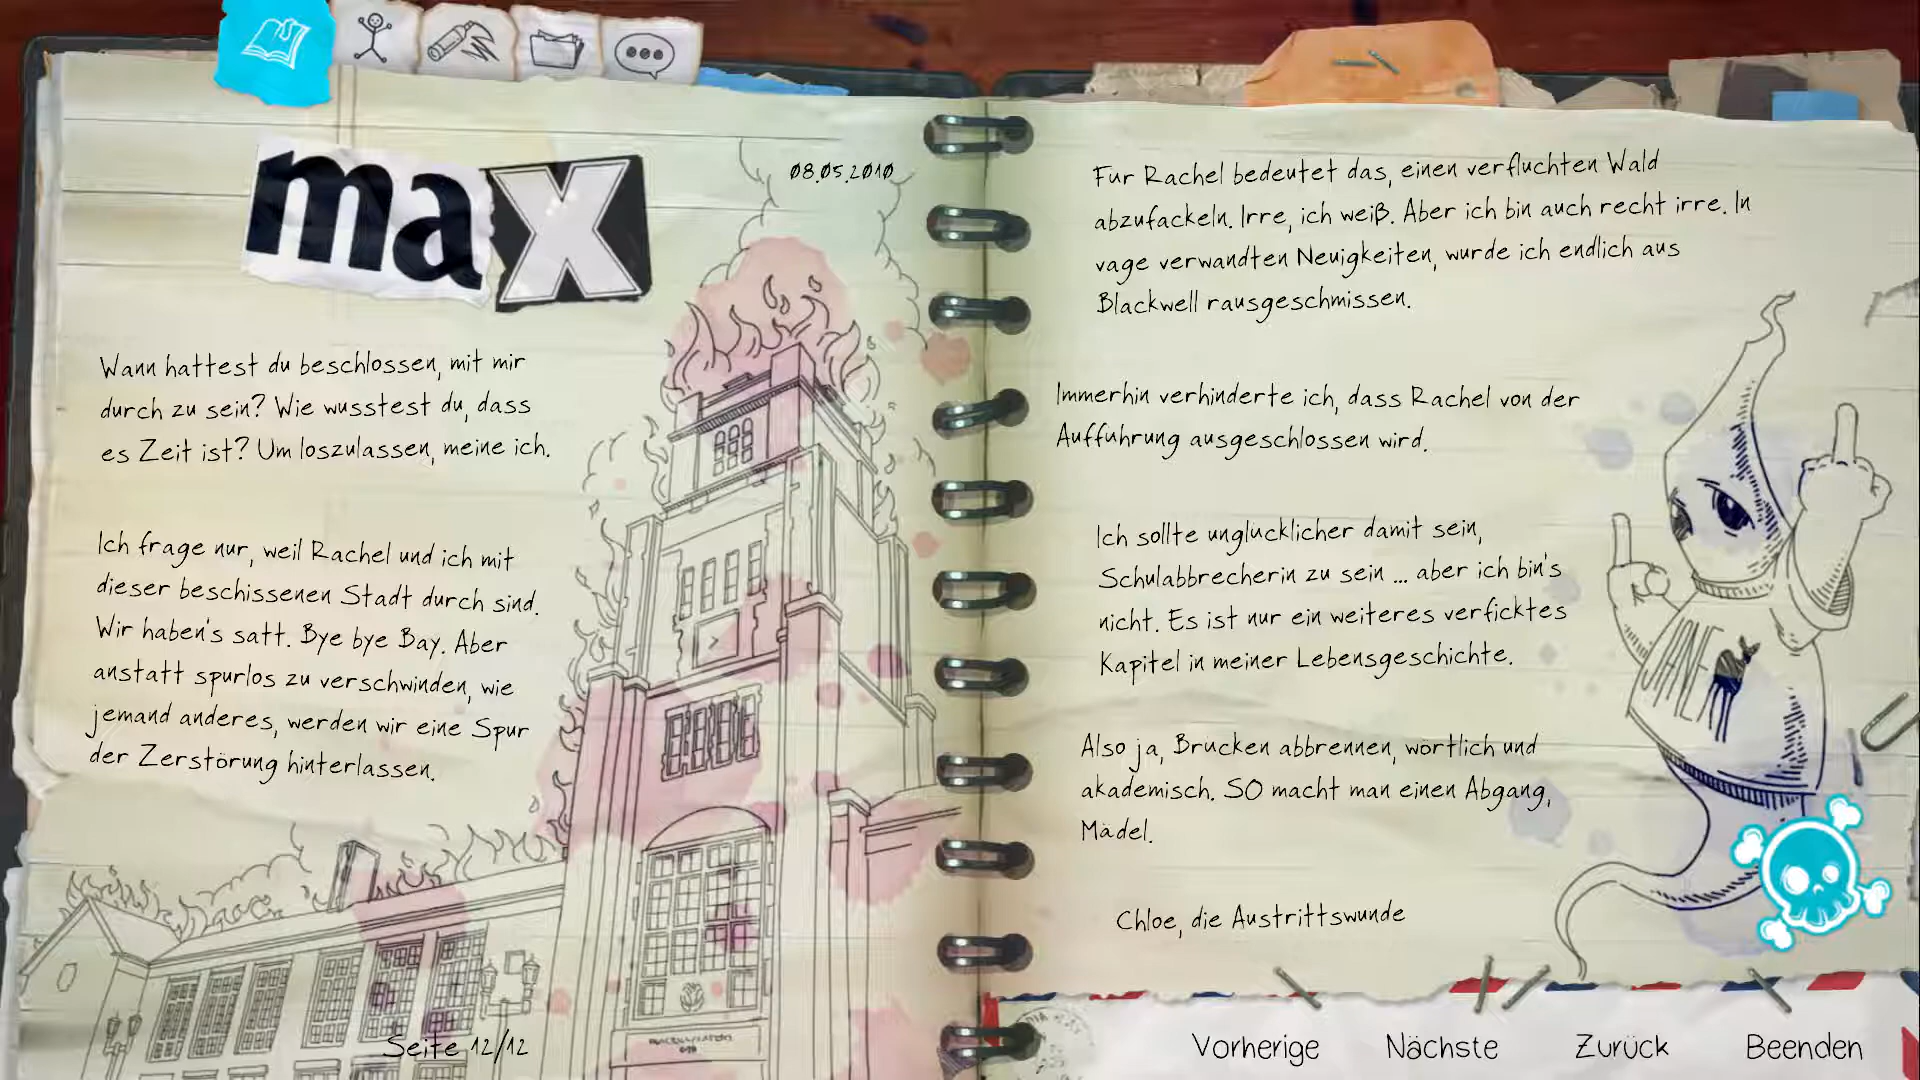 max
08.05.2010
Wann hattest du beschlossen, mit mir
durch zu sein? Wie wusstest du, dass
es Zeit ist? Um loszulassen, meine ich.
Ich frage nur, weil Rachel und ich mit
dieser beschissenen Stadt durch sind.
Wir haben's satt. Bye bye Bay. Aber
anstatt spurlos zu verschwinden, wie
jemand anderes, werden wir eine Spur
der Zerstörung hinterlassen.
Seite 12/12
Fur Rachel bedeutet das, einen verfluchten Wald
abzufackeln. Irre, ich weiß. Aber ich bin auch recht irre. In
vage verwandten Neuigkeiten, wurde ich endlich aus
Blackwell rausgeschmissen.
Immerhin verhinderte ich, dass Rachel von der
Auffuhrung ausgeschlossen wird.
Ich sollte unglucklicher damit sein,
Schulabbrecherin zu sein ... aber ich bin's
nicht. Es ist nur ein weiteres verficktes
Kapitel in meiner Lebensgeschichte.
Also ja, Brucken abbrennen, wörtlich und
akademisch. SO macht man einen Abgang,
Mädel.
Chloe, die Austrittswunde
JANE
Vorherige Nächste Zurück Beenden